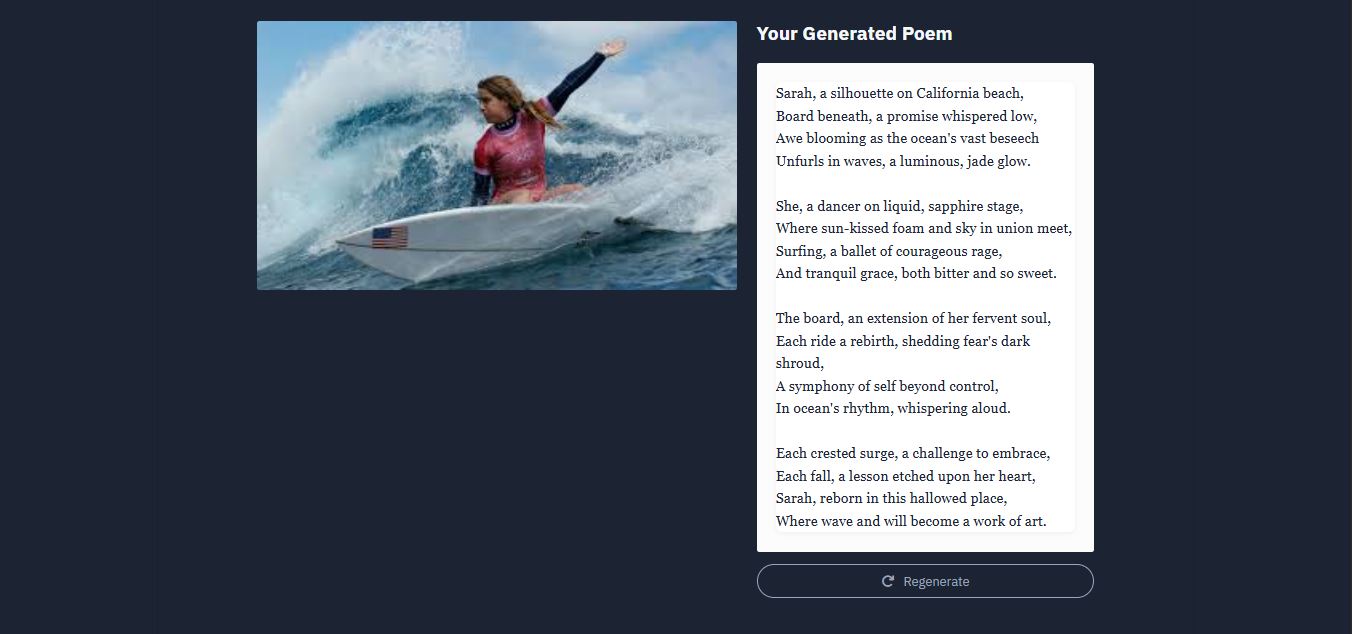 Your Generated Poem
Sarah, a silhouette on California beach,
Board beneath, a promise whispered low,
Awe blooming as the ocean's vast beseech
Unfurls in waves, a luminous, jade glow.
She, a dancer on liquid, sapphire stage,
Where sun-kissed foam and sky in union meet,
Surfing, a ballet of courageous rage,
And tranquil grace, both bitter and so sweet.
The board, an extension of her fervent soul,
Each ride a rebirth, shedding fear's dark
shroud,
A symphony of self beyond control,
In ocean's rhythm, whispering aloud.
Each crested surge, a challenge to embrace,
Each fall, a lesson etched upon her heart,
Sarah, reborn in this hallowed place,
Where wave and will become a work of art.
Regenerate